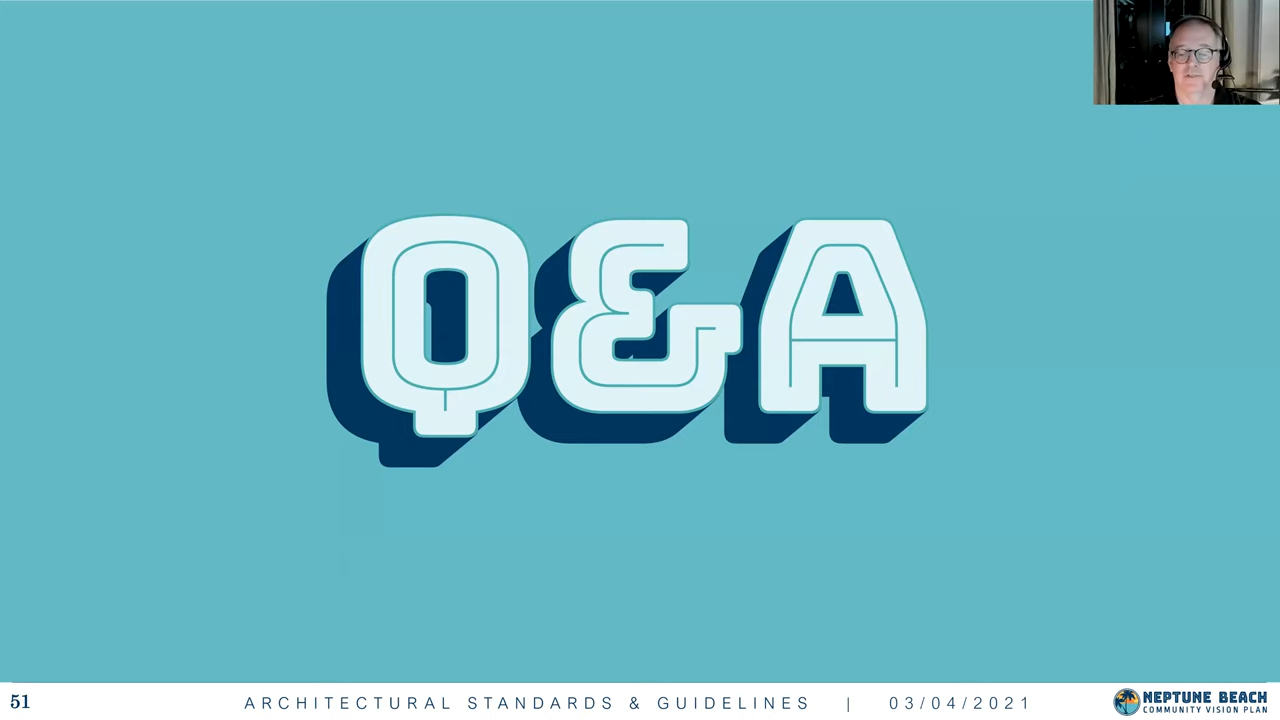 Q&A
51
ARCHITECTURAL STANDARDS & GUIDELINES | 03/04/2021
NEPTUNE BEACH
COMMUNITY VISION PLAN